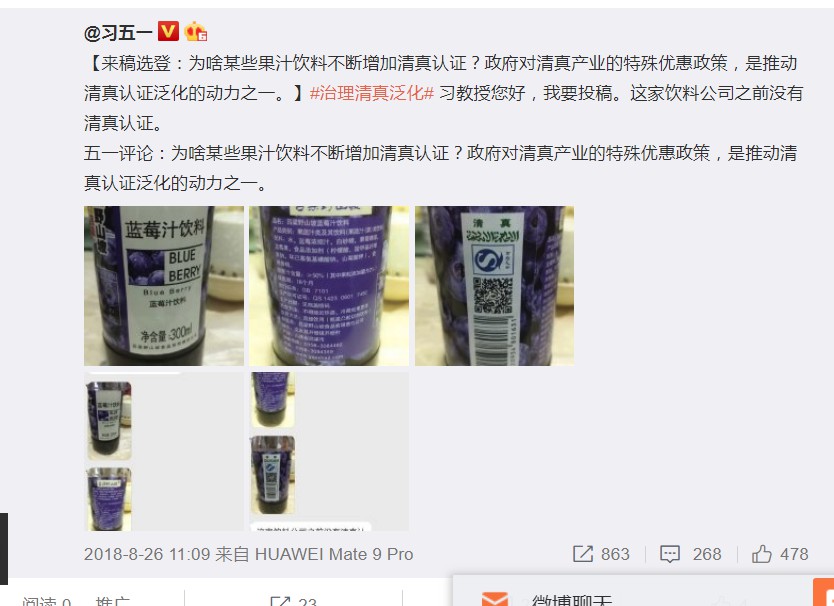 @习五一
【来稿选登：为啥某些果汁饮料不断增加清真认证？政府对清真产业的特殊优惠政策，是推动
清真认证泛化的动力之一。】#治理清真泛化# 习教授您好，我要投稿。这家饮料公司之前没有
清真认证。
五一评论：为啥某些果汁饮料不断增加清真认证？政府对清真产业的特殊优惠政策，是推动清
真认证泛化的动力之一。
蓝莓汁饮料
BLUE
BERRY
Blue Berry
蓝莓汁饮料
净含量:300ml
清 真
2018-8-26 11:09 来自 HUAWEI Mate 9 Pro
863
268
478
阅读 0
推广
23
微博聊天